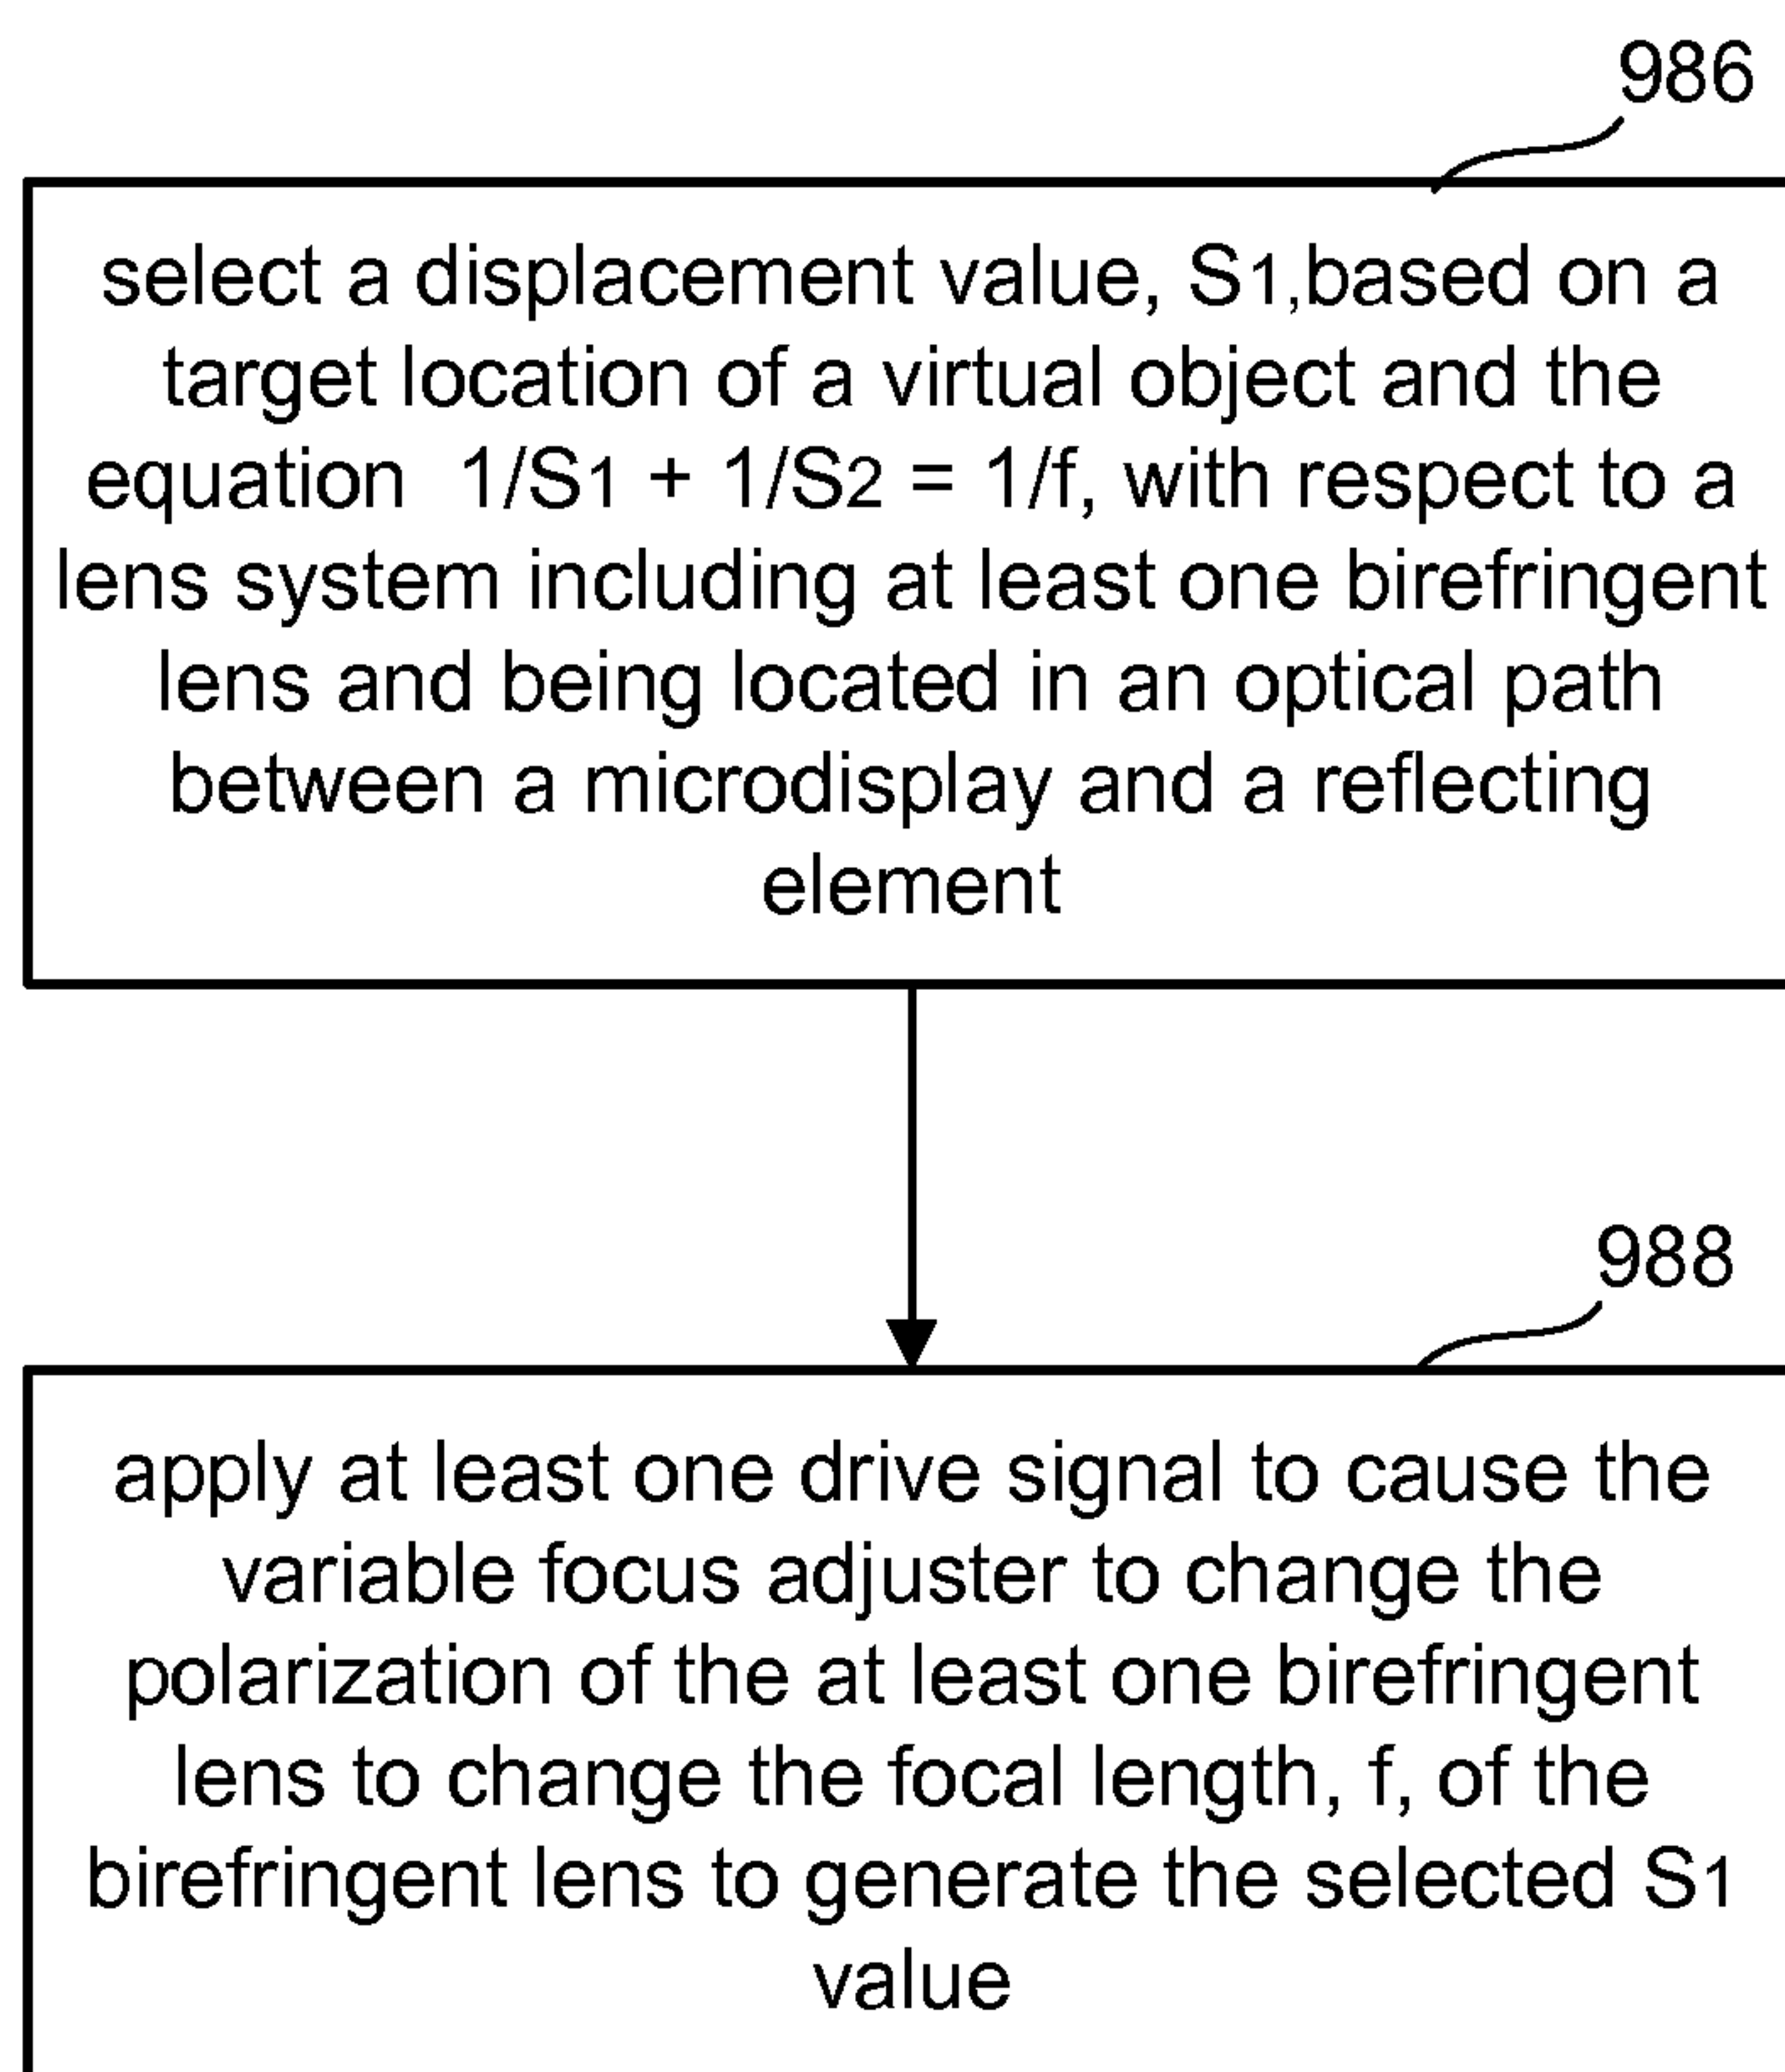 986
select a displacement value, S1,based on a
target location of a virtual object and the
equation 1/S1 + 1/S2 = 1/f, with respect to a
lens system including at least one birefringent
lens and being located in an optical path
between a microdisplay and a reflecting
element
988
apply at least one drive signal to cause the
variable focus adjuster to change the
polarization of the at least one birefringent
lens to change the focal length, f, of the
birefringent lens to generate the selected S1
value